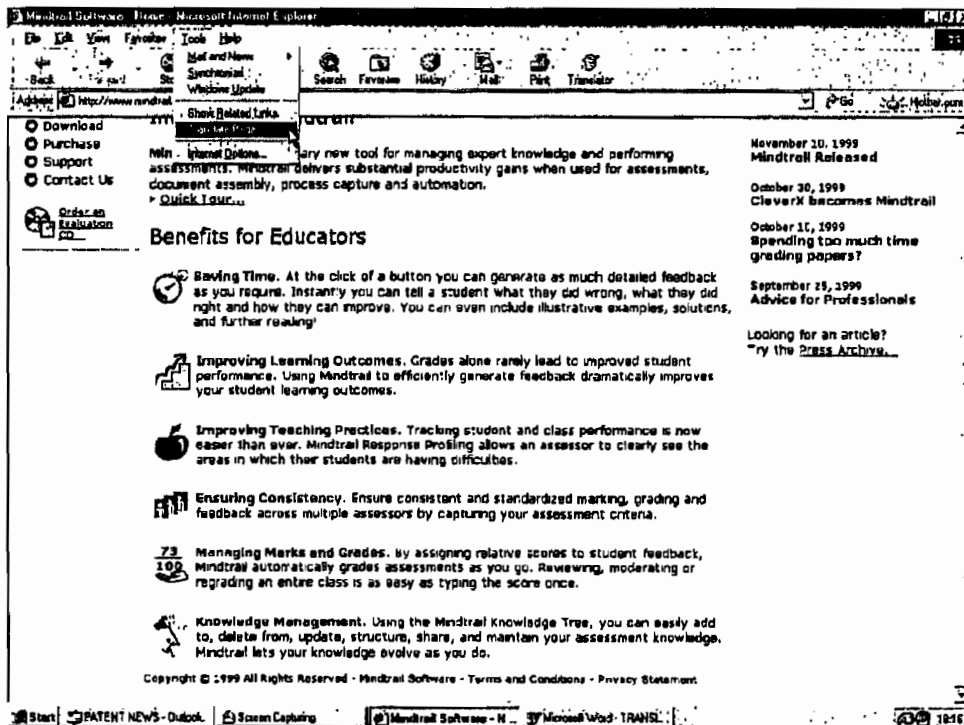 Mindtrail Software - Home - Microsoft Internet Explorer
File Edit View Favorites Tools Help
Mail and News
Synchronize
Windows Update
Show Related Links
Internet Options...
Back
Search Favorites History Mail Print Translator
Address http://www.mindtrail
Go
Download
Purchase
Support
Contact Us
Order an
Evaluation
CD
ary new tool for managing expert knowledge and performing
assessments. Mindtrail delivers substantial productivity gains when used for assessments,
document assembly, process capture and automation.
Quick Tour...
Benefits for Educators
Saving Time. At the click of a button you can generate as much detailed feedback
as you require. Instantly you can tell a student what they did wrong, what they did
right and how they can improve. You can even include illustrative examples, solutions,
and further reading!
Improving Learning Outcomes. Grades alone rarely lead to improved student
performance. Using Mindtrail to efficiently generate feedback dramatically improves
your student learning outcomes.
Improving Teaching Practices. Tracking student and class performance is now
easier than ever. Mindtrail Response Profiling allows an assessor to clearly see the
areas in which their students are having difficulties.
Ensuring Consistency. Ensure consistent and standardized marking, grading and
feedback across multiple assessors by capturing your assessment criteria.
73
100
Managing Marks and Grades. By assigning relative scores to student feedback,
Mindtrail automatically grades assessments as you go. Reviewing, moderating or
regrading an entire class is as easy as typing the score once.
Knowledge Management. Using the Mindtrail Knowledge Tree, you can easily add
to, delete from, update, structure, share, and maintain your assessment knowledge.
Mindtrail lets your knowledge evolve as you do.
Copyright © 1999 All Rights Reserved - Mindtrail Software - Terms and Conditions - Privacy Statement
November 20, 1999
Mindtrail Released
October 30, 1999
CleverX becomes Mindtrail
October 1, 1999
Spending too much time
grading papers?
September 25, 1999
Advice for Professionals
Looking for an article?
Try the Press Archive.
Start PATENT NEWS - Outlook. Screen Capturing Mindtrail Software - H... Microsoft Word - TRANSL...